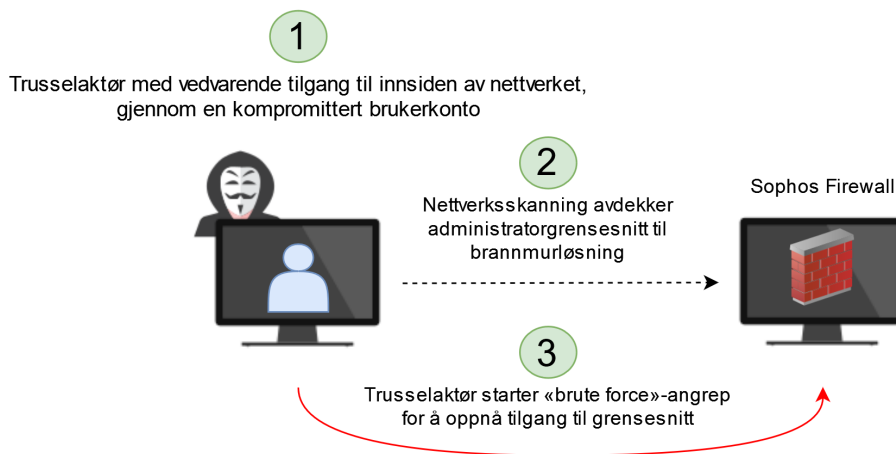 1
Trusselaktør med vedvarende tilgang til innsiden av nettverket,
gjennom en kompromittert brukerkonto
2
Nettverksskanning avdekker
administratorgrensesnitt til
brannmurløsning
Sophos Firewall
3
Trusselaktør starter «brute force»-angrep
for å oppnå tilgang til grensesnitt